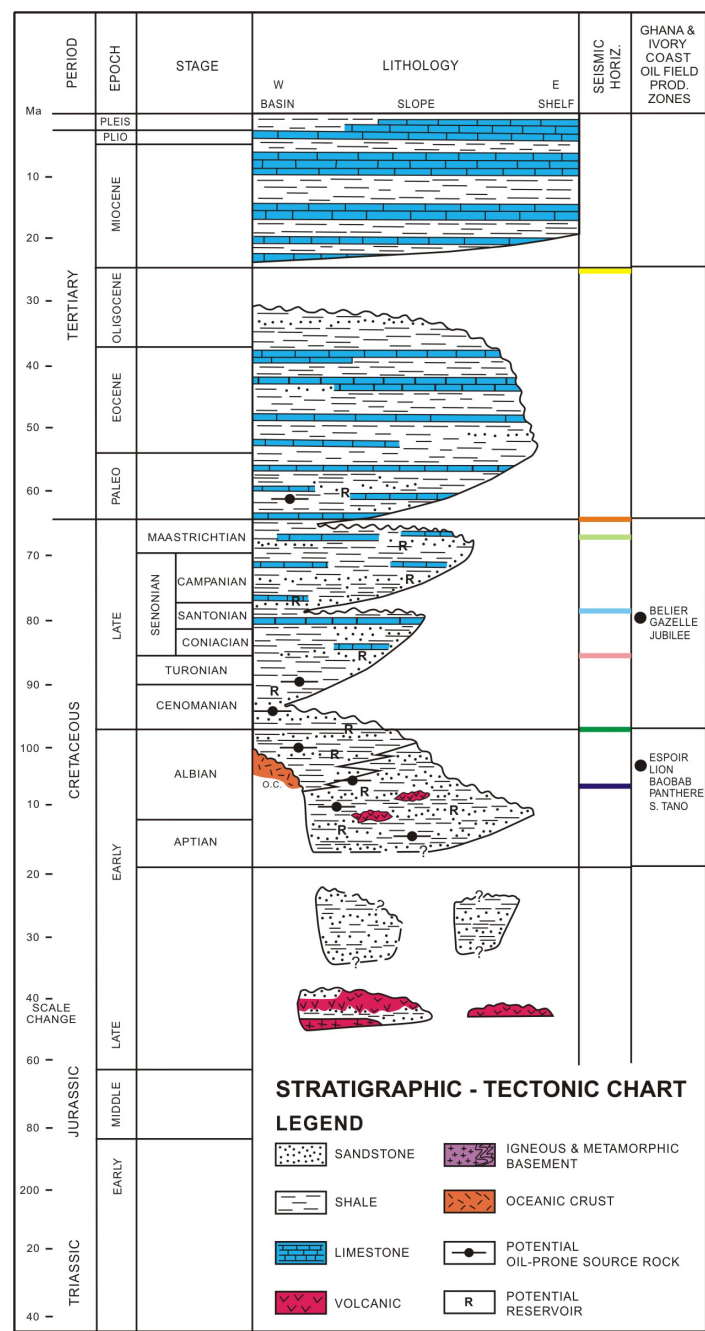 PERIOD
EPOCH
STAGE
LITHOLOGY
W
E
BASIN
SLOPE
SHELF
SEISMIC
HORIZ.
GHANA &
IVORY
COAST
OIL FIELD
PROD.
ZONES
Ma
10
20
30
40
50
60
70
80
90
100
10
20
30
40
SCALE
CHANGE
60
80
200
20
40
TERTIARY
CRETACEOUS
JURASSIC
TRIASSIC
PLEIS
PLIO
MIOCENE
OLIGOCENE
EOCENE
PALEO
LATE
EARLY
LATE
MIDDLE
EARLY
MAASTRICHTIAN
SENONIAN
CAMPANIAN
SANTONIAN
CONIACIAN
TURONIAN
CENOMANIAN
ALBIAN
APTIAN
R
R
R
R
R
R
R
R
R
R
R
O.C.
?
?
?
?
?
BELIER
GAZELLE
JUBILEE
ESPOIR
LION
BAOBAB
PANTHERE
S. TANO
STRATIGRAPHIC - TECTONIC CHART
LEGEND
SANDSTONE
SHALE
LIMESTONE
VOLCANIC
IGNEOUS & METAMORPHIC
BASEMENT
OCEANIC CRUST
POTENTIAL
OIL-PRONE SOURCE ROCK
R
POTENTIAL
RESERVOIR